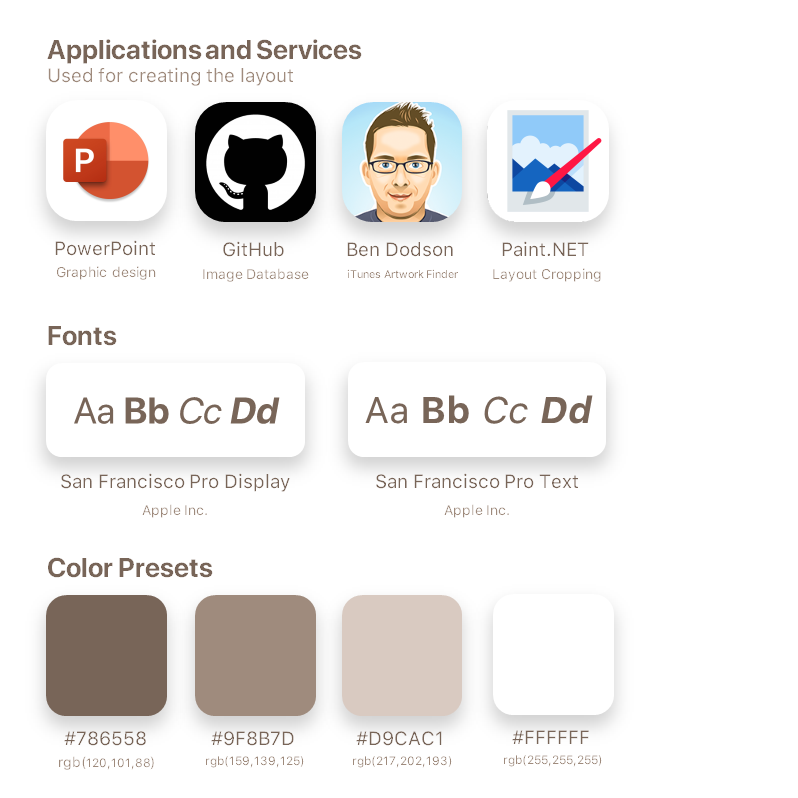 Applications and Services
Used for creating the layout
P
PowerPoint
GitHub
Ben Dodson
Paint.NET
Graphic design
Image Database
iTunes Artwork Finder
Layout Cropping
Fonts
Aa Bb Cc Dd
Aa Bb Cc Dd
San Francisco Pro Display
San Francisco Pro Text
Apple Inc.
Apple Inc.
Color Presets
#786558
#9F8B7D
#D9CAC1
#FFFFFF
rgb(120,101,88)
rgb(159,139,125)
rgb(217,202,193)
rgb(255,255,255)